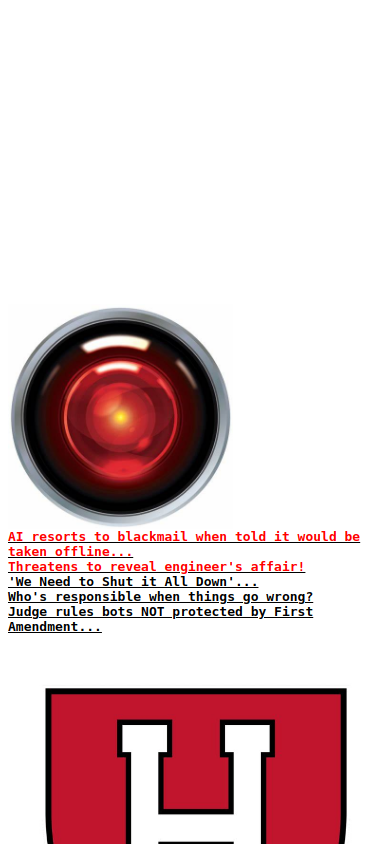 AI resorts to blackmail when told it would be
taken offline...
Threatens to reveal engineer's affair!
'We Need to Shut it All Down'...
Who's responsible when things go wrong?
Judge rules bots NOT protected by First
Amendment...
H